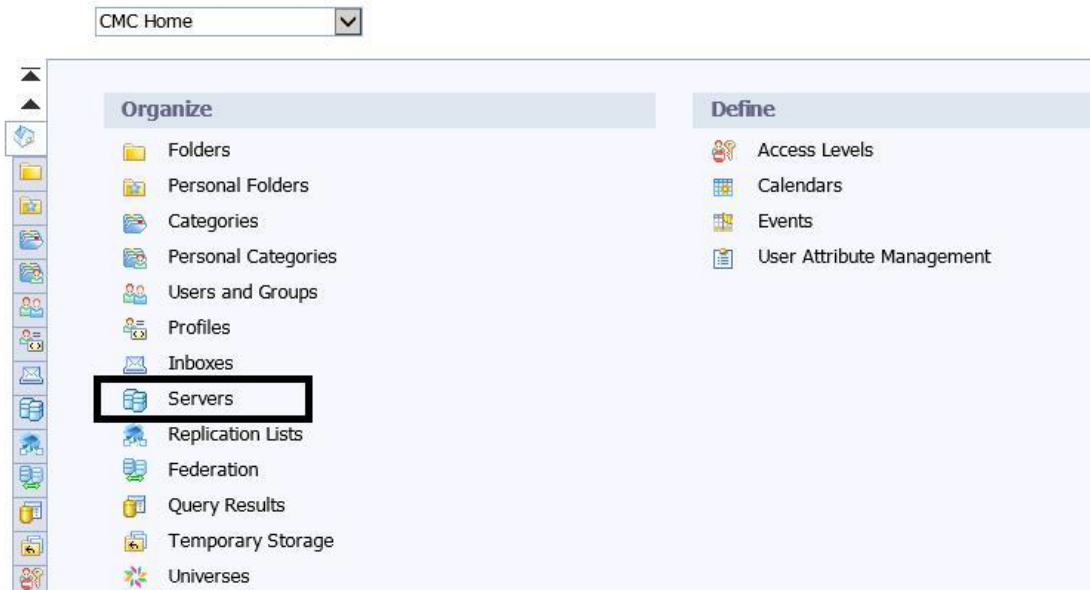 CMC Home
Organize
Folders
Personal Folders
Categories
Personal Categories
Users and Groups
Profiles
Inboxes
Servers
Replication Lists
Federation
Query Results
Temporary Storage
Universes
Define
Access Levels
Calendars
Events
User Attribute Management